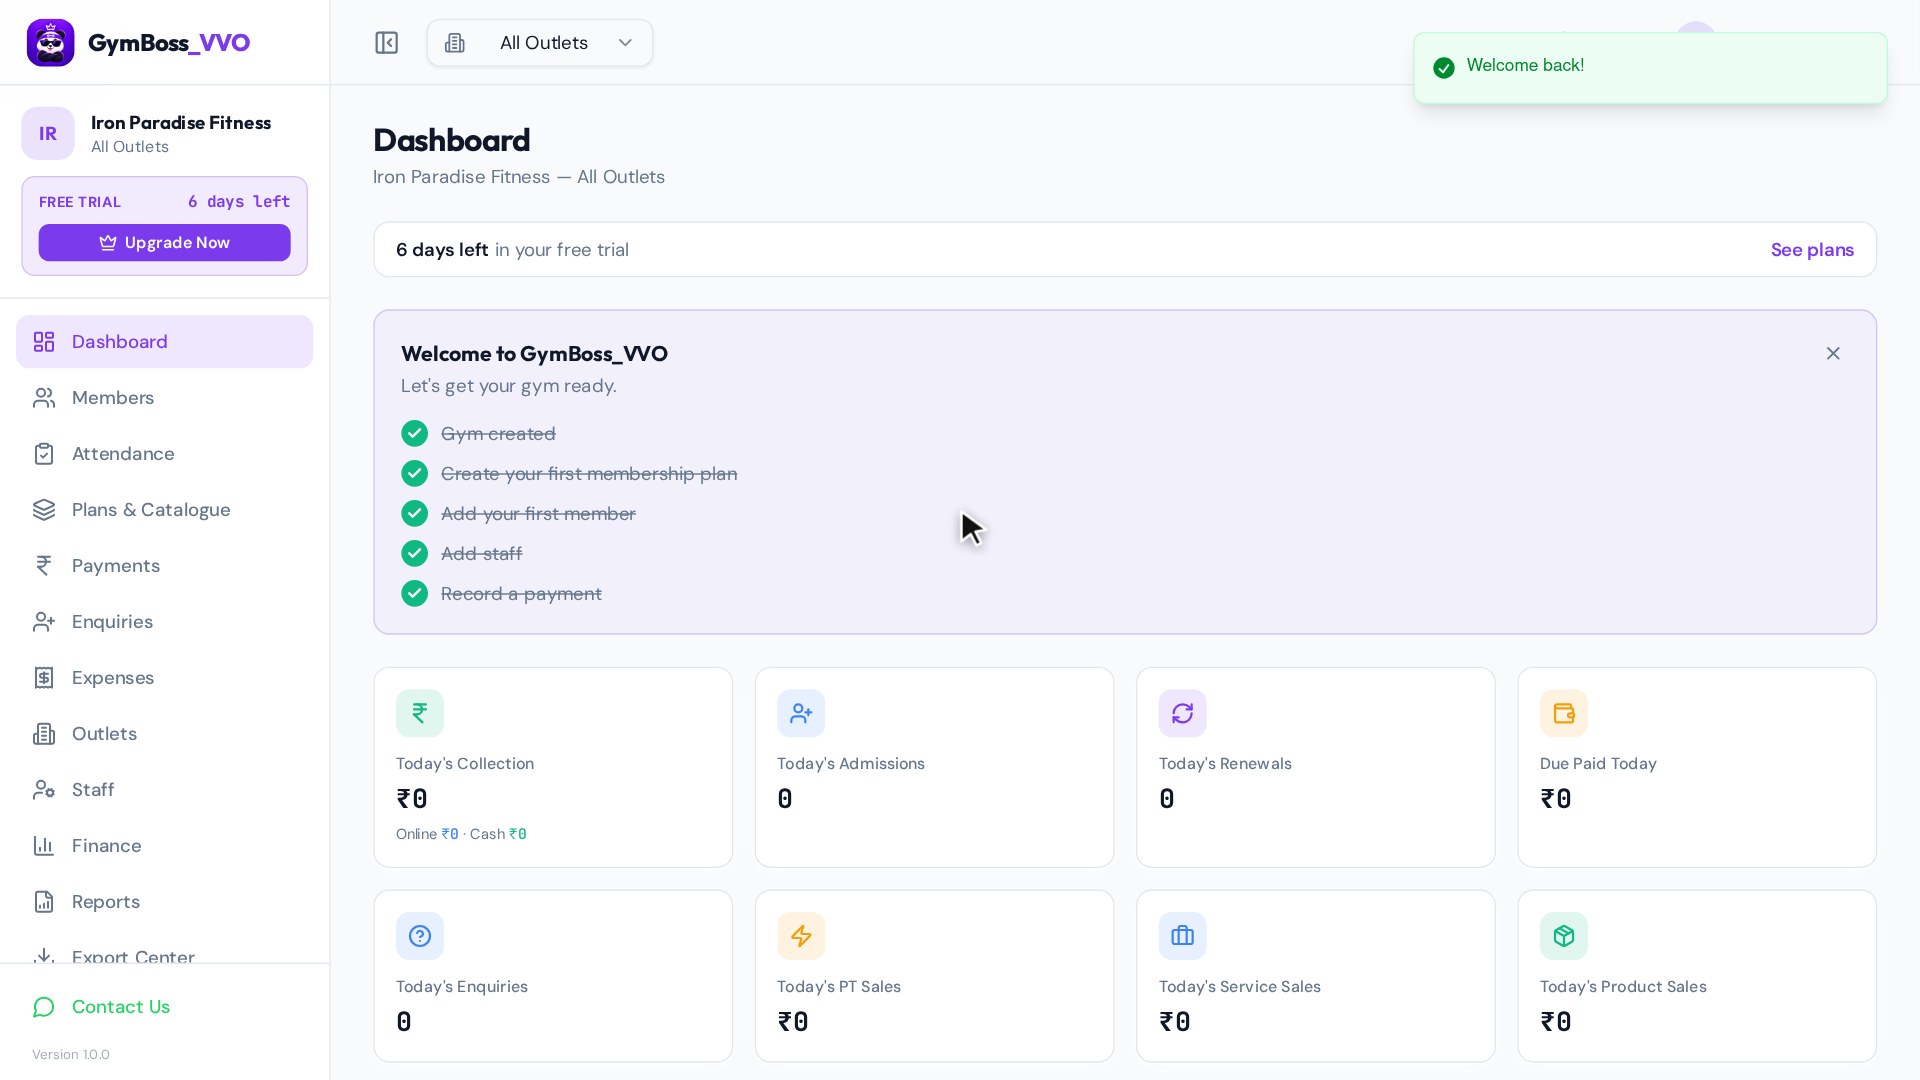 GymBoss_VVO
Iron Paradise Fitness
All Outlets
FREE TRIAL
6 days left
Upgrade Now
Dashboard
Members
Attendance
Plans & Catalogue
Payments
Enquiries
Expenses
Outlets
Staff
Finance
Reports
Export Center
Contact Us
Version 1.0.0
All Outlets
Welcome back!
Dashboard
Iron Paradise Fitness — All Outlets
6 days left in your free trial
See plans
Welcome to GymBoss_VVO
Let's get your gym ready.
Gym created
Create your first membership plan
Add your first member
Add staff
Record a payment
Today's Collection
₹0
Online ₹0 · Cash ₹0
Today's Admissions
0
Today's Renewals
0
Due Paid Today
₹0
Today's Enquiries
0
Today's PT Sales
₹0
Today's Service Sales
₹0
Today's Product Sales
₹0
IR